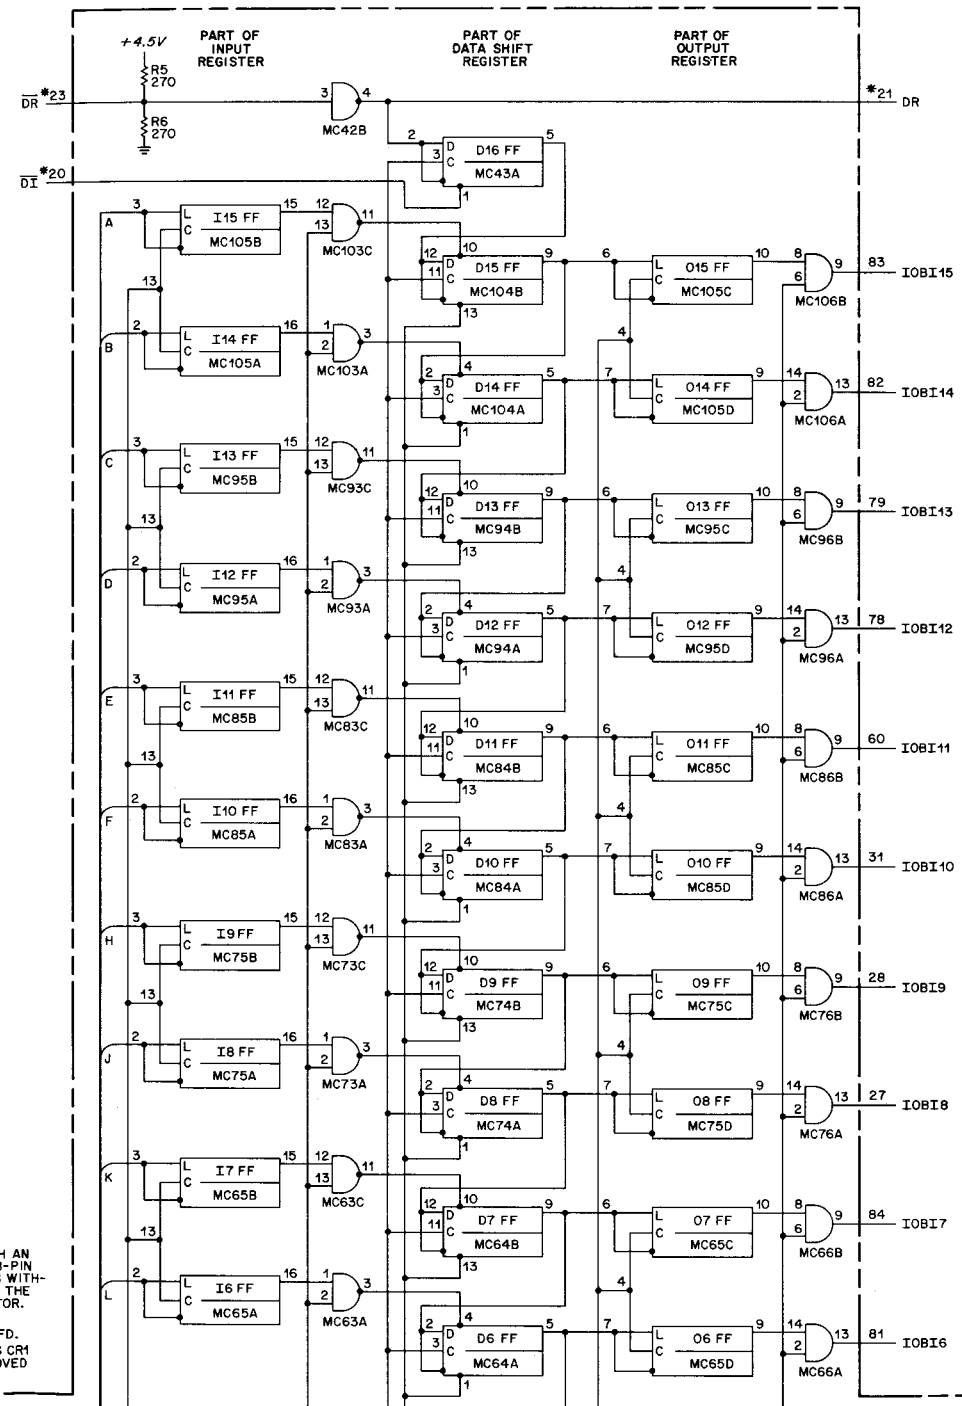 +4.5V
PART OF
INPUT
REGISTER
PART OF
DATA SHIFT
REGISTER
PART OF
OUTPUT
REGISTER
R5
270
DR *23
3 4
MC42B
*21
DR
R6
270
DI *20
2 D D16 FF 5
3 C MC43A
1
A 3 L I15 FF 15 12 11
C MC105B 13 MC103C
10
12 D D15 FF 9 6 L O15 FF 10 8 9 83 IOBI15
11 C MC104B C MC105C 6 MC106B
13 13
B 2 L I14 FF 16 1 3
C MC105A 2 MC103A
4
4
2 D D14 FF 5 7 L O14 FF 9 14 13 82 IOBI14
3 C MC104A C MC105D 2 MC106A
1
C 3 L I13 FF 15 12 11
C MC95B 13 MC93C
10
12 D D13 FF 9 6 L O13 FF 10 8 9 79 IOBI13
11 C MC94B C MC95C 6 MC96B
13 13
D 2 L I12 FF 16 1 3
C MC95A 2 MC93A
4
4
2 D D12 FF 5 7 L O12 FF 9 14 13 78 IOBI12
3 C MC94A C MC95D 2 MC96A
1
E 3 L I11 FF 15 12 11
C MC85B 13 MC83C
10
12 D D11 FF 9 6 L O11 FF 10 8 9 60 IOBI11
11 C MC84B C MC85C 6 MC86B
13 13
F 2 L I10 FF 16 1 3
C MC85A 2 MC83A
4
4
2 D D10 FF 5 7 L O10 FF 9 14 13 31 IOBI10
3 C MC84A C MC85D 2 MC86A
1
H 3 L I9 FF 15 12 11
C MC75B 13 MC73C
10
12 D D9 FF 9 6 L O9 FF 10 8 9 28 IOBI9
11 C MC74B C MC75C 6 MC76B
13 13
J 2 L I8 FF 16 1 3
C MC75A 2 MC73A
4
4
2 D D8 FF 5 7 L O8 FF 9 14 13 27 IOBI8
3 C MC74A C MC75D 2 MC76A
1
K 3 L I7 FF 15 12 11
C MC65B 13 MC63C
10
12 D D7 FF 9 6 L O7 FF 10 8 9 84 IOBI7
11 C MC64B C MC65C 6 MC66B
13 13
L 2 L I6 FF 16 1 3
C MC65A 2 MC63A
4
4
2 D D6 FF 5 7 L O6 FF 9 14 13 81 IOBI6
3 C MC64A C MC65D 2 MC66A
1
AN
-PIN
WITH-
THE
TOR.
FD.
CR1
OVED